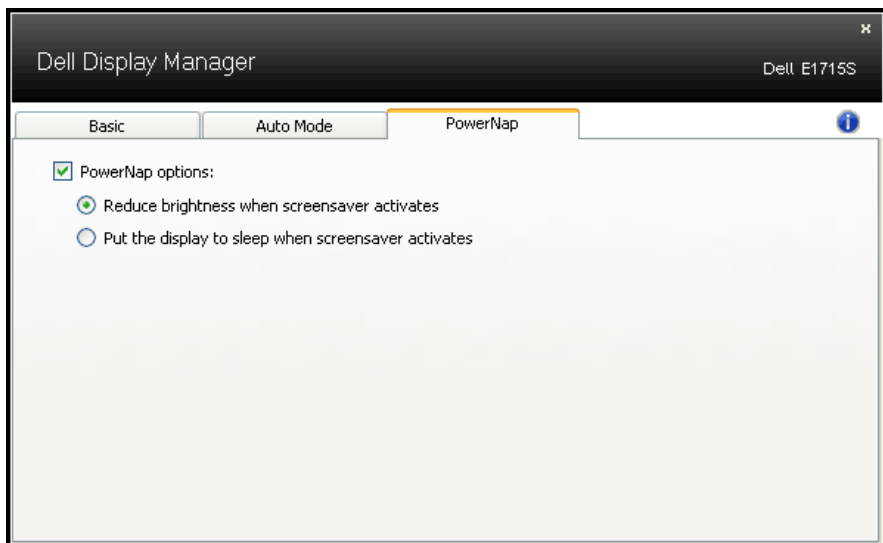 Dell Display Manager
Dell E1715S
Basic
Auto Mode
PowerNap
PowerNap options:
Reduce brightness when screensaver activates
Put the display to sleep when screensaver activates